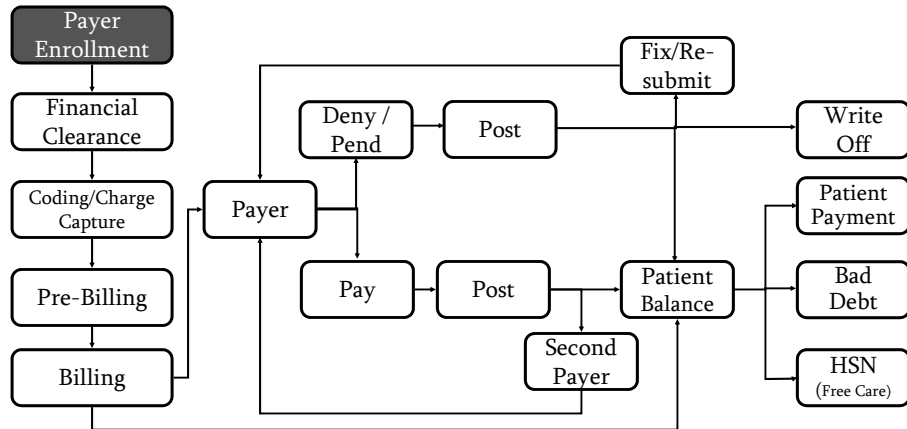 Payer
Enrollment
Financial
Clearance
Coding/Charge
Capture
Pre-Billing
Billing
Payer
Deny /
Pend
Post
Fix/Re-
submit
Write
Off
Pay
Post
Second
Payer
Patient
Balance
Patient
Payment
Bad
Debt
HSN
(Free Care)